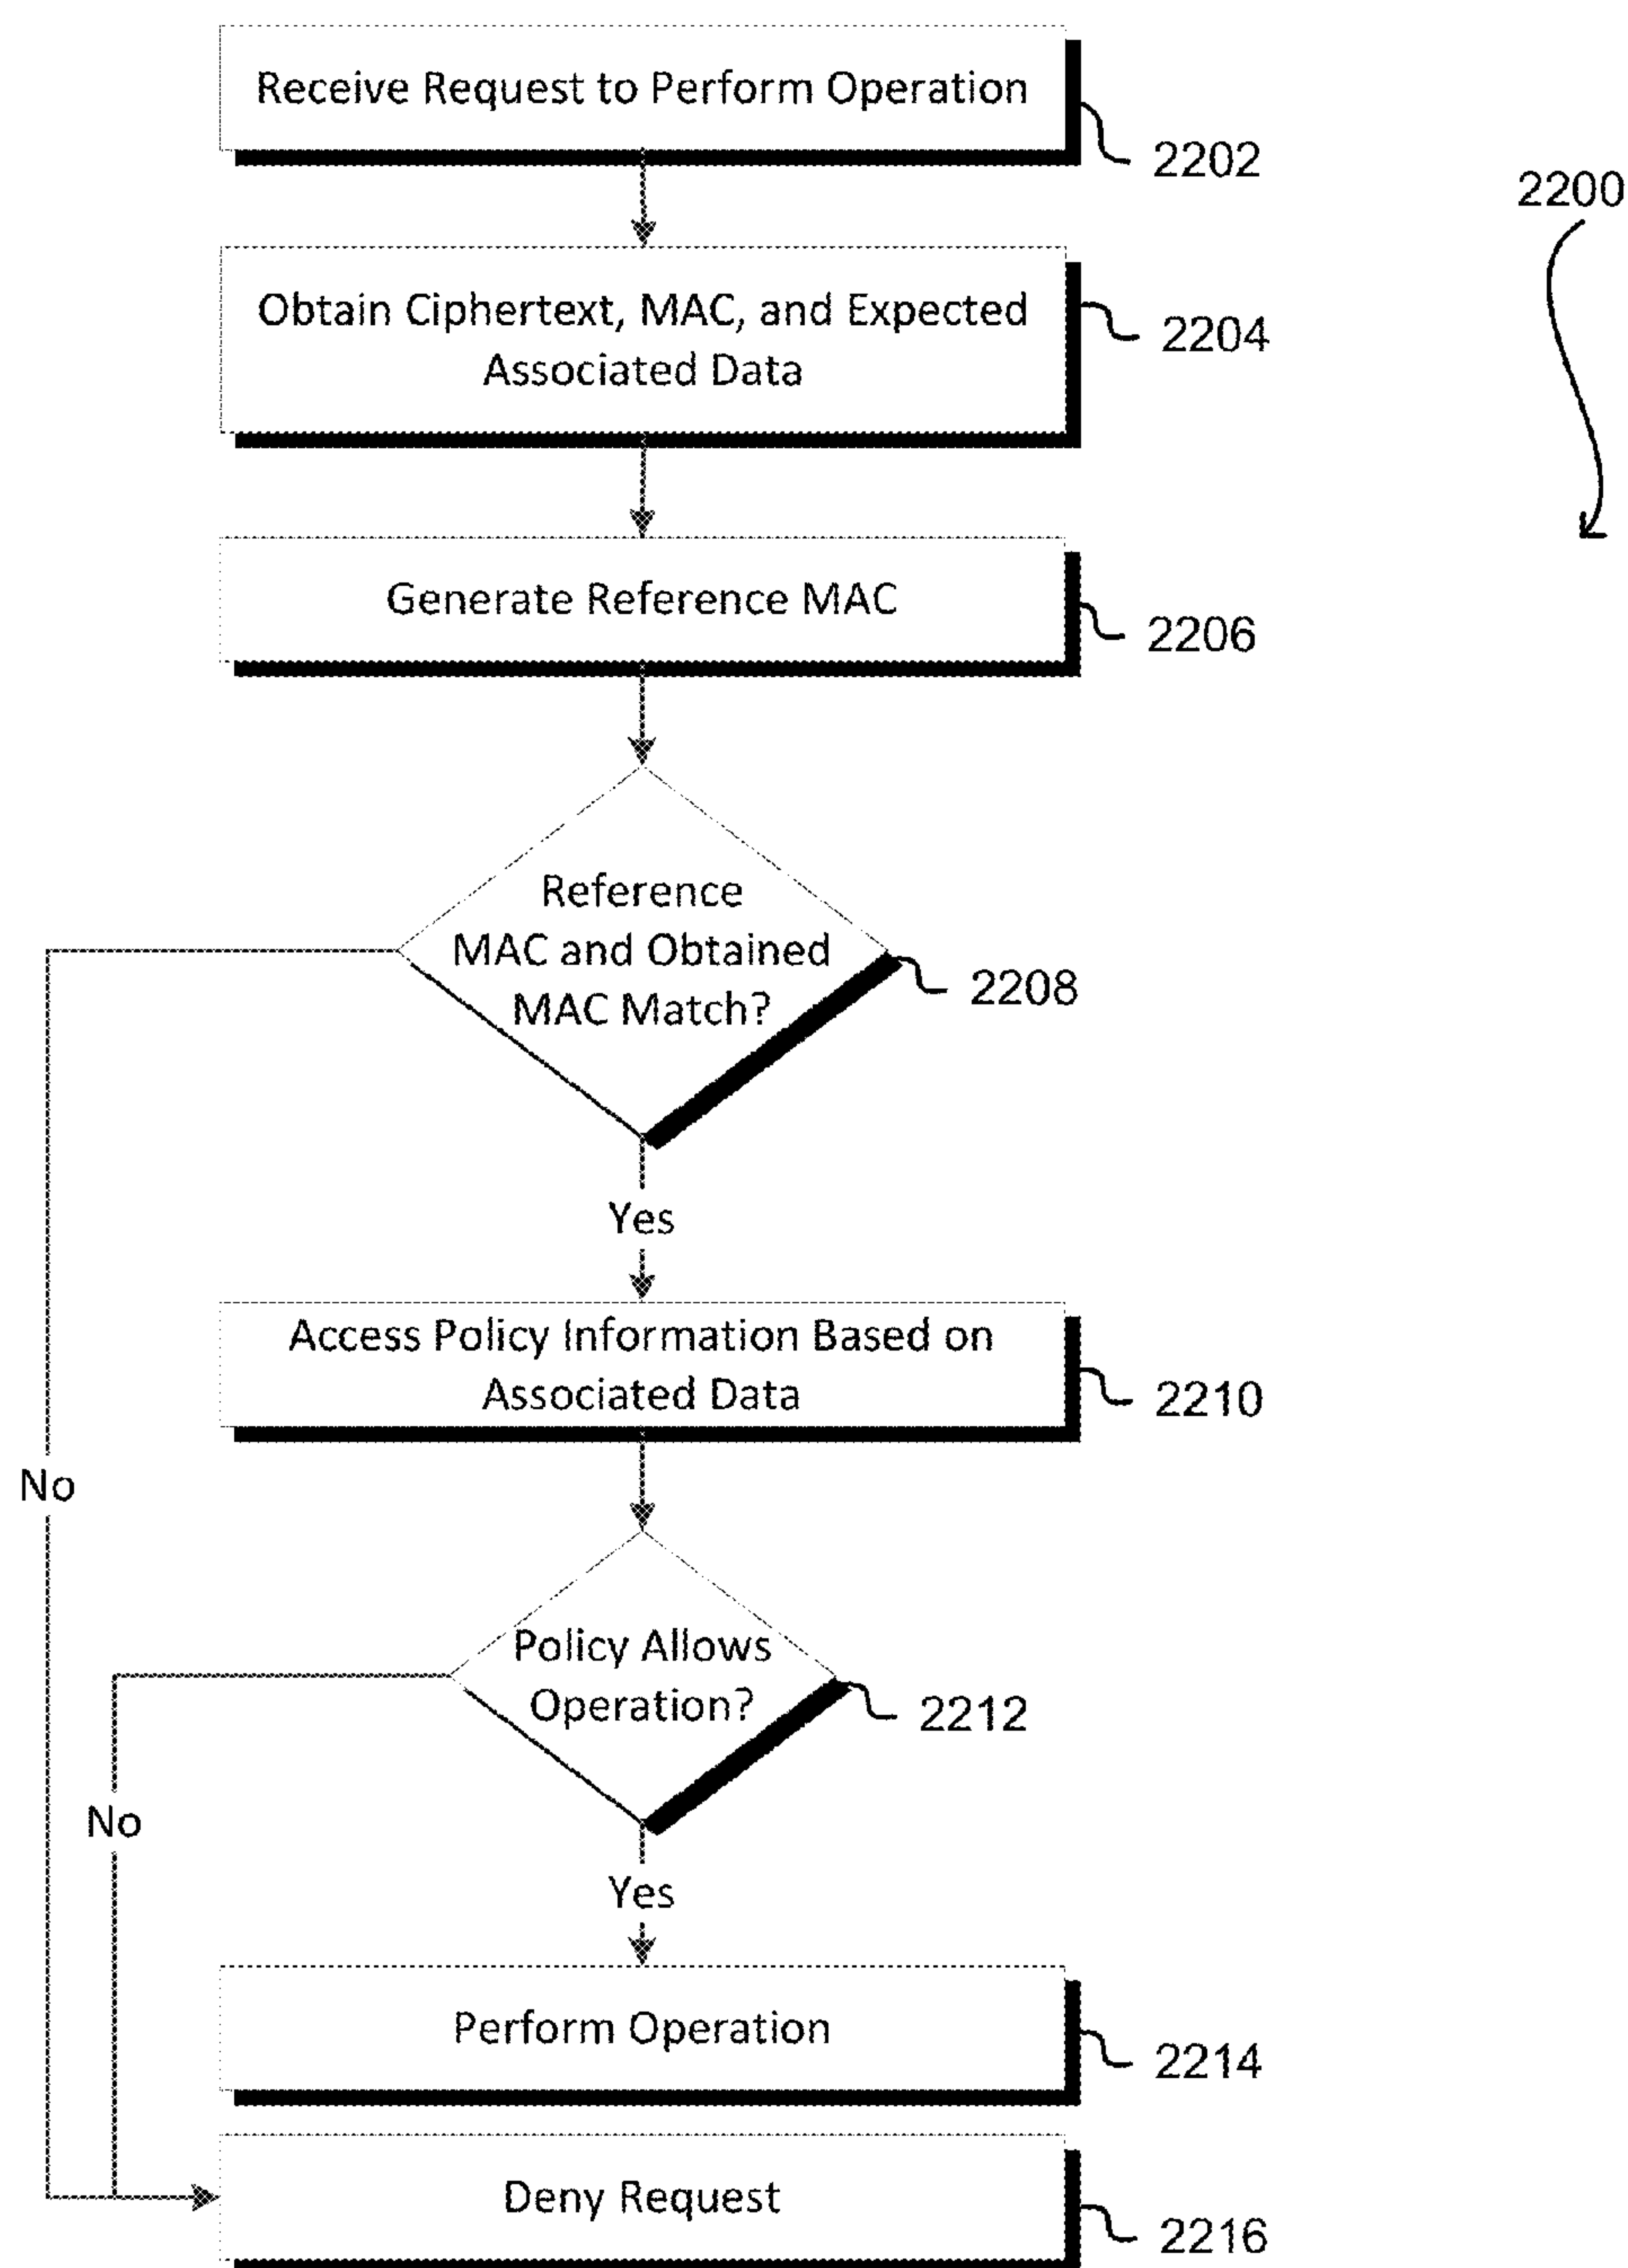 Receive Request to Perform Operation
2202
2200
Obtain Ciphertext, MAC, and Expected
Associated Data
2204
Generate Reference MAC
2206
Reference
MAC and Obtained
MAC Match?
2208
Yes
Access Policy Information Based on
Associated Data
2210
No
Policy Allows
Operation?
2212
No
Yes
Perform Operation
2214
Deny Request
2216